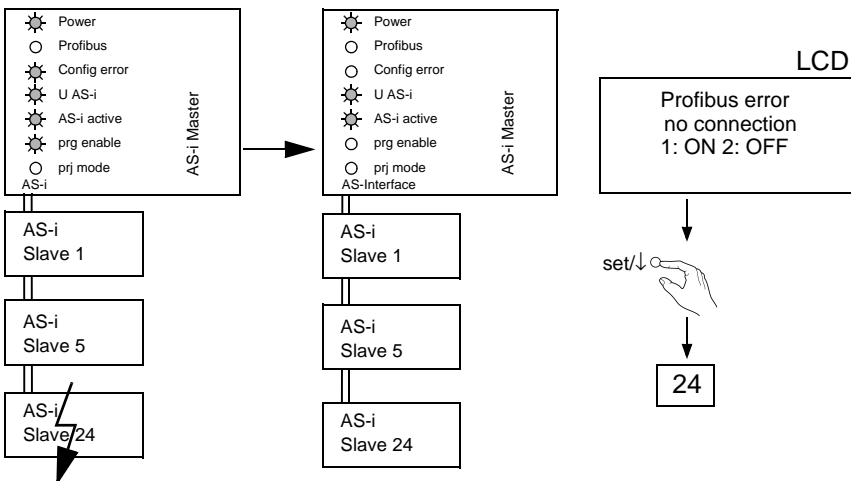 Power
Profibus
Config error
U AS-i
AS-i active
prg enable
prj mode
AS-i
AS-i Master
AS-i
Slave 1
AS-i
Slave 5
AS-i
Slave 24
Power
Profibus
Config error
U AS-i
AS-i active
prg enable
prj mode
AS-Interface
AS-i Master
AS-i
Slave 1
AS-i
Slave 5
AS-i
Slave 24
LCD
Profibus error
no connection
1: ON 2: OFF
set/↓
24